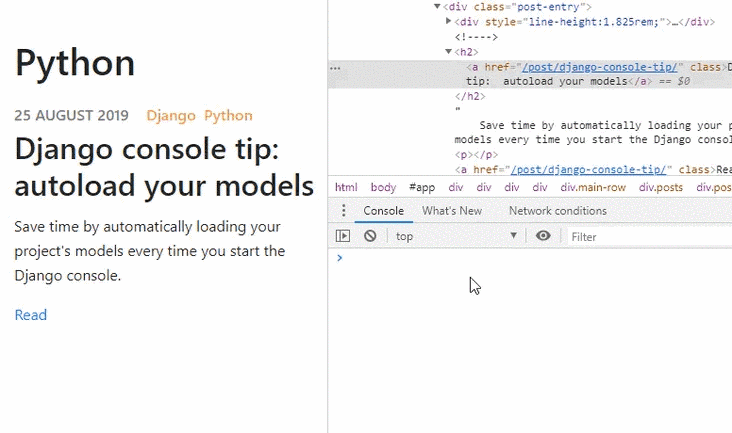 Python
25 AUGUST 2019 Django Python
Django console tip:
autoload your models
Save time by automatically loading your
project's models every time you start the
Django console.
Read
<div class="post-entry">
<div style="line-height:1.825rem;">…</div>
<!---->
<h2>
... <a href="/post/django-console-tip/" class>D
tip:  autoload your models</a> == $0
</h2>
"
Save time by automatically loading your p
models every time you start the Django consol
<p></p>
<a href="/post/django-console-tip/" class>Rea
html body #app div div div div div.main-row div.posts div.pos
Console What's New Network conditions
top Filter